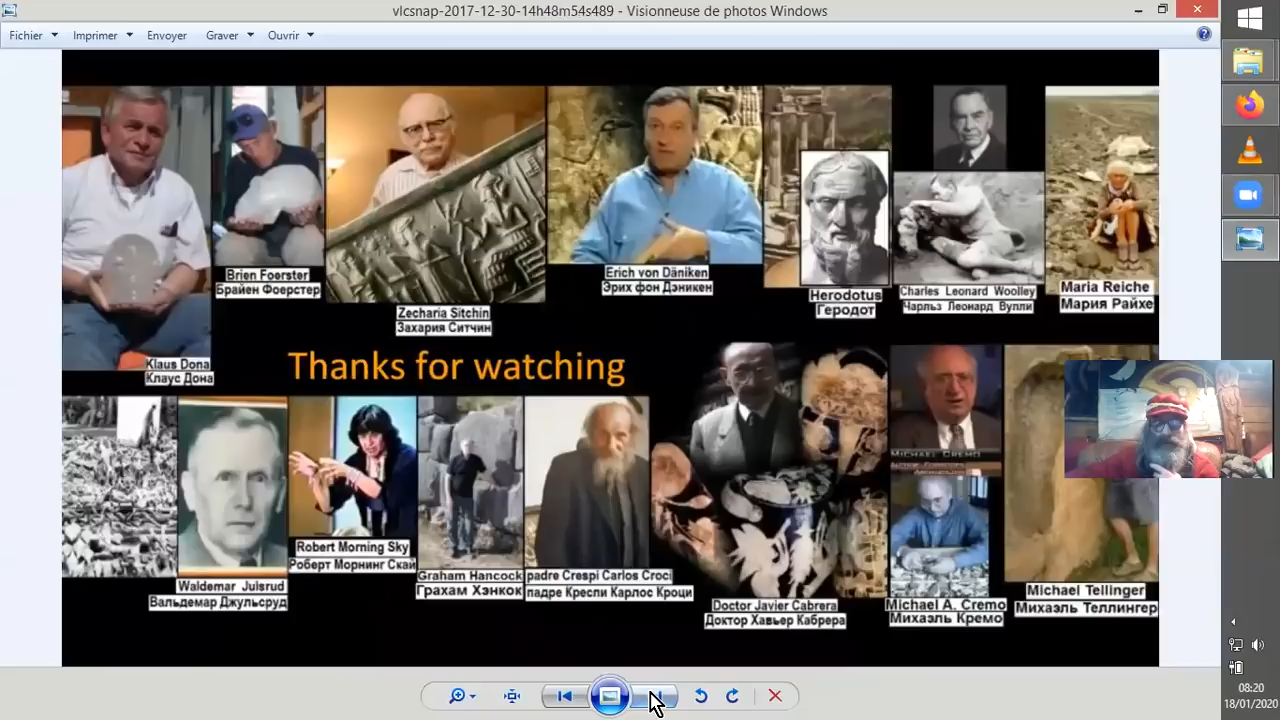 vlcsnap-2017-12-30-14h48m54s489 - Visionneuse de photos Windows
Fichier
Imprimer
Envoyer
Graver
Ouvrir
Brien Foerster
Брайен Фоерстер
Zecharia Sitchin
Захария Ситчин
Erich von Däniken
Эрих фон Дэникен
Herodotus
Геродот
Charles Leonard Woolley
Чарльз Леонард Вулли
Maria Reiche
Мария Райхе
Klaus Dona
Клаус Дона
Thanks for watching
MICHAEL CREMO
Waldemar Julsrud
Вальдемар Джульсруд
Robert Morning Sky
Роберт Морнинг Скай
Graham Hancock
Грахам Хэнкок
padre Crespi Carlos Croci
падре Креспи Карлос Кроци
Doctor Javier Cabrera
Доктор Хавьер Кабрера
Michael A. Cremo
Михаэль Кремо
Michael Tellinger
Михаэль Теллингер
08:20
18/01/2020